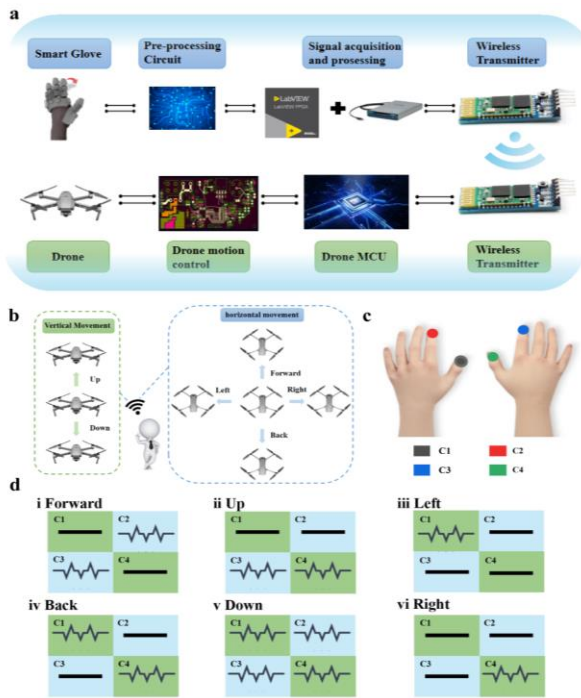 a
Smart Glove
Pre-processing
Circuit
Signal acquisition
and prosessing
Wireless
Transmitter
LabVIEW
Drone
Drone motion
control
Drone MCU
Wireless
Transmitter
b
Vertical Movement
Up
Down
horizontal movement
Forward
Left
Right
Back
c
C1
C2
C3
C4
d
i Forward
C1
C2
C3
C4
ii Up
C1
C2
C3
C4
iii Left
C1
C2
C3
C4
iv Back
C1
C2
C3
C4
v Down
C1
C2
C3
C4
vi Right
C1
C2
C3
C4